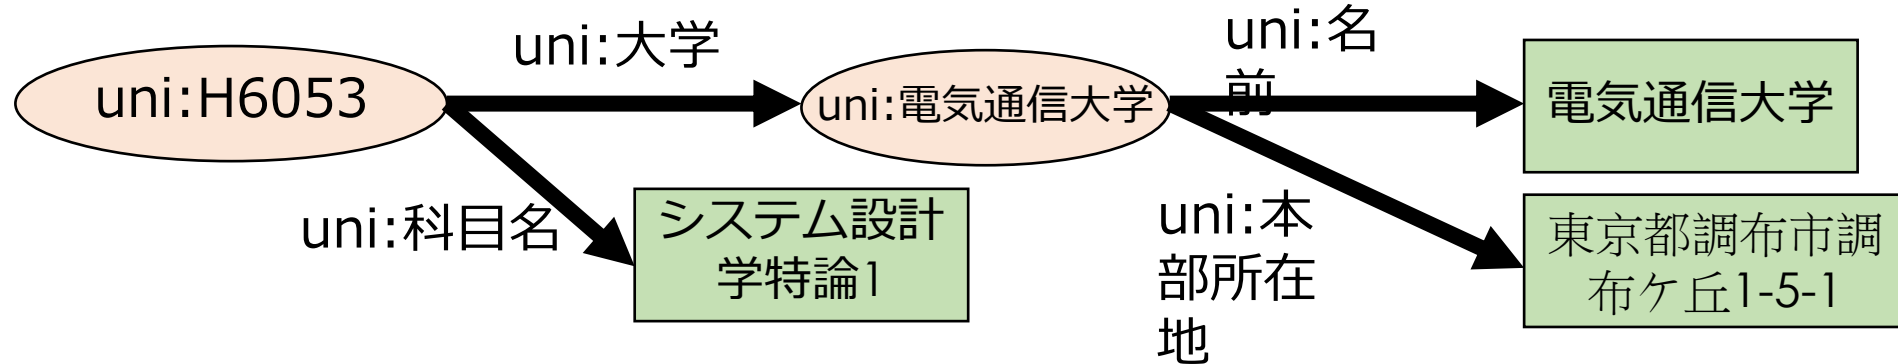 uni:H6053
uni:大学
uni:電気通信大学
uni:名
前
電気通信大学
uni:科目名
システム設計
学特論1
uni:本
部所在
地
東京都調布市調
布ケ丘1-5-1